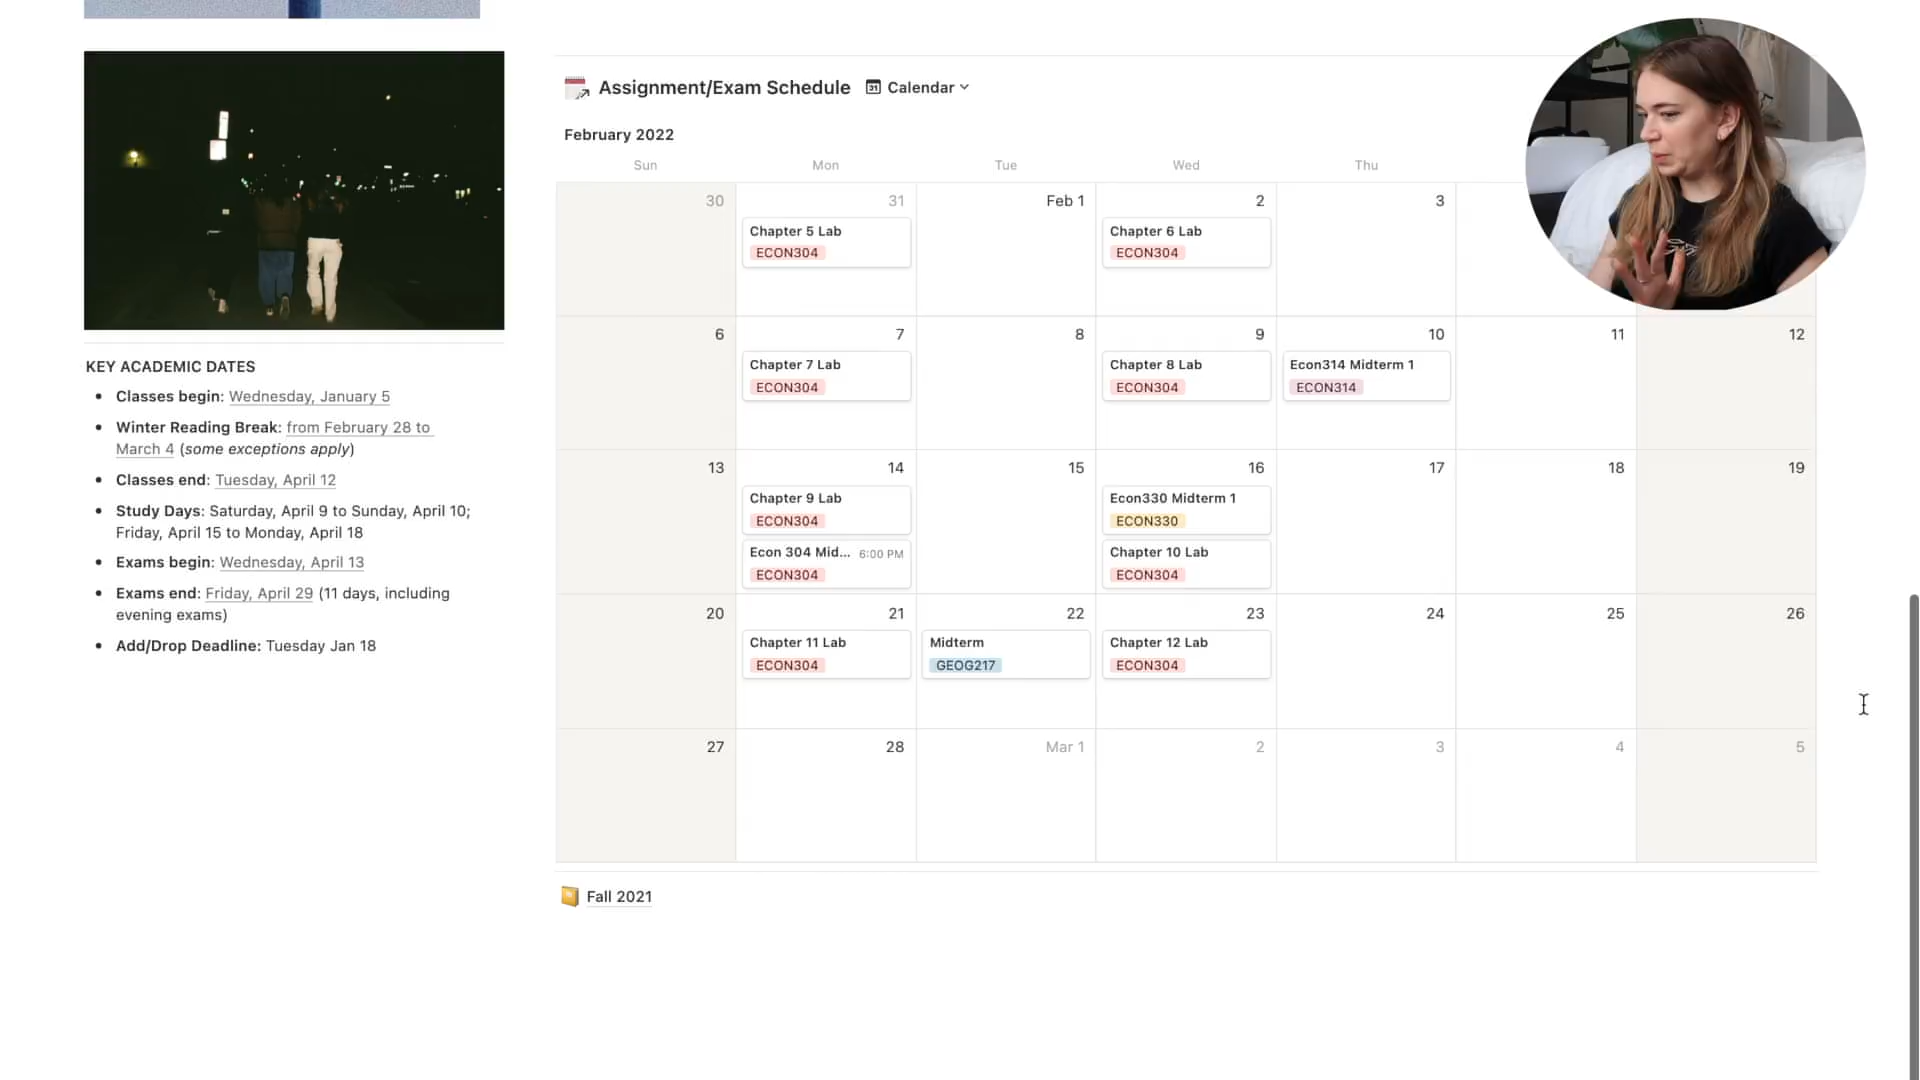 KEY ACADEMIC DATES
Classes begin: Wednesday, January 5
Winter Reading Break: from February 28 to
March 4 (some exceptions apply)
Classes end: Tuesday, April 12
Study Days: Saturday, April 9 to Sunday, April 10;
Friday, April 15 to Monday, April 18
Exams begin: Wednesday, April 13
Exams end: Friday, April 29 (11 days, including
evening exams)
Add/Drop Deadline: Tuesday Jan 18
Assignment/Exam Schedule 31 Calendar
February 2022
Sun Mon Tue Wed Thu
30 31 Feb 1 2 3
Chapter 5 Lab Chapter 6 Lab
ECON304 ECON304
6 7 8 9 10 11 12
Chapter 7 Lab Chapter 8 Lab Econ314 Midterm 1
ECON304 ECON304 ECON314
13 14 15 16 17 18 19
Chapter 9 Lab Econ330 Midterm 1
ECON304 ECON330
Econ 304 Mid... 6:00 PM Chapter 10 Lab
ECON304 ECON304
20 21 22 23 24 25 26
Chapter 11 Lab Midterm Chapter 12 Lab
ECON304 GEOG217 ECON304
27 28 Mar 1 2 3 4 5
Fall 2021